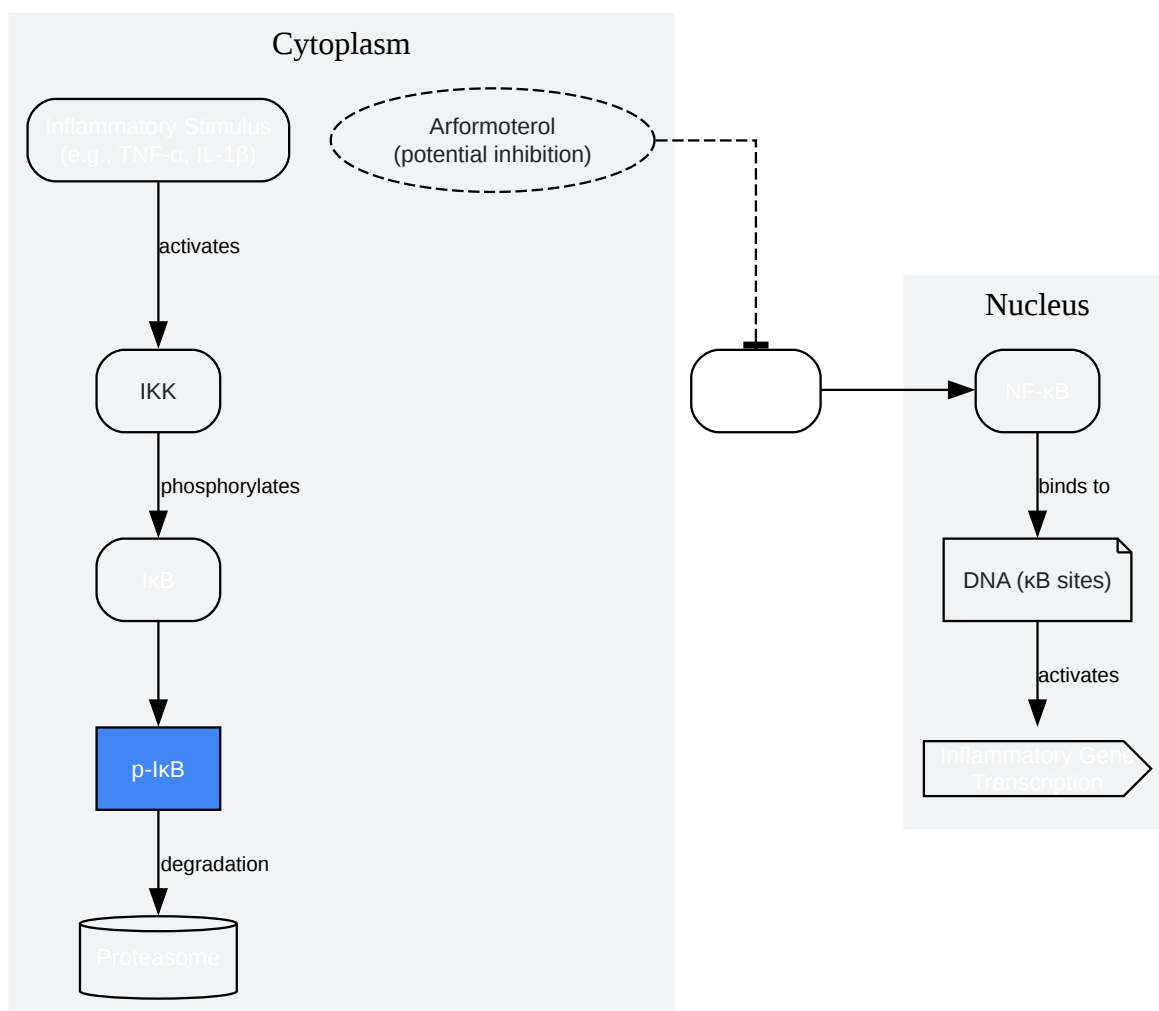 Cytoplasm
Inflammatory Stimulus
(e.g., TNF-α, IL-1β)
Arformoterol
(potential inhibition)
activates
IKK
phosphorylates
IκB
p-IκB
degradation
Proteasome
Nucleus
NF-κB
binds to
DNA (κB sites)
activates
Inflammatory Gene
Transcription